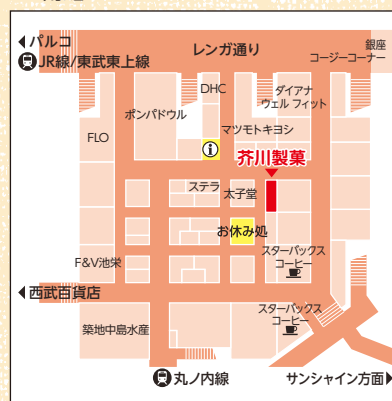 パルコ
JR線/東武東上線
レンガ通り
銀座
コージーコーナー
DHC
ダイアナ
ウェル フィット
ポンパドウル
マツモトキヨシ
FLO
i
芥川製菓
ステラ
太子堂
お休み処
スターバックス
コーヒー
F&V池栄
西武百貨店
スターバックス
コーヒー
築地中島水産
丸ノ内線
サンシャイン方面